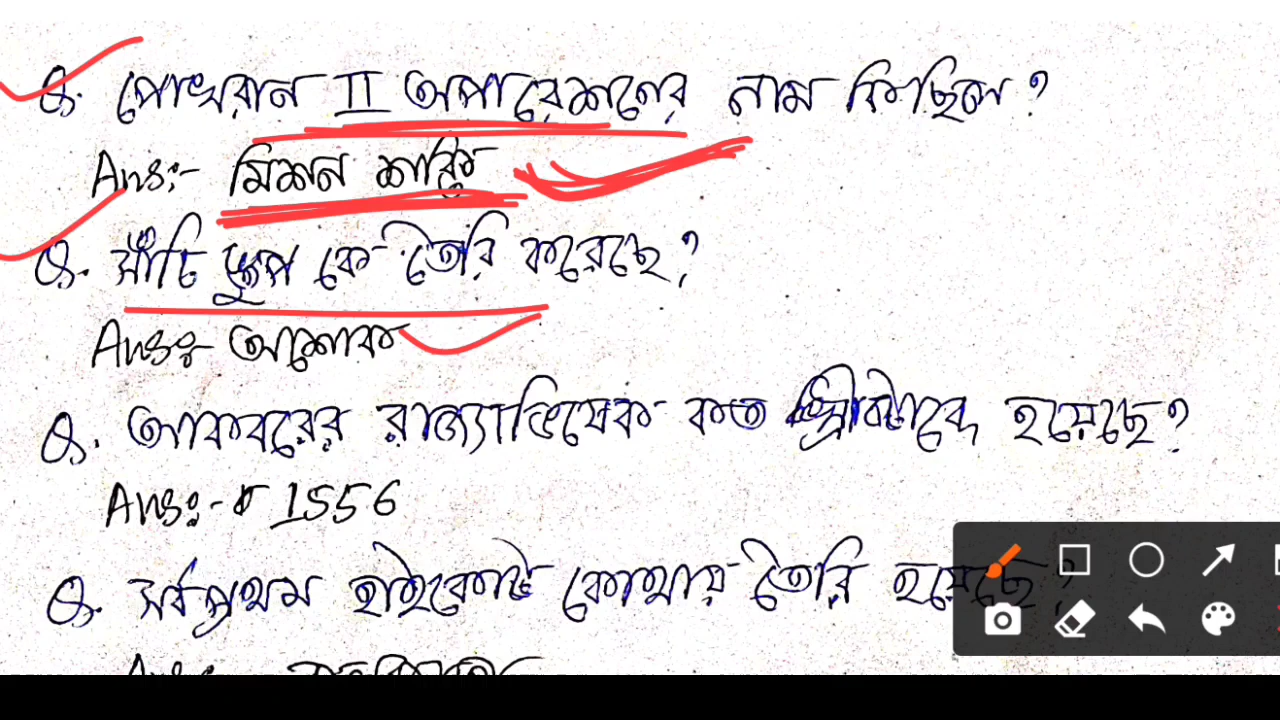 Q. পোখরান II অপারেশনের নাম কি ছিল?
Ans:- মিশন শক্তি
Q. সাঁচি স্তুপ কে তৈরি করেছে?
Ans:- অশোক
Q. আকবরের রাজ্যাভিষেক কত খ্রীষ্টাব্দে হয়েছে?
Ans:- 1556
Q. সর্বপ্রথম হাইকোর্ট কোথায় তৈরি হয়েছে?
Ans:-